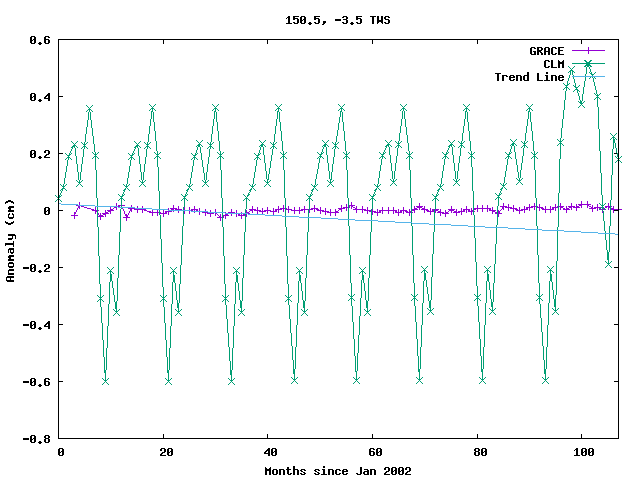 150.5, -3.5 TWS
GRACE
CLM
Trend Line
0.6
0.4
0.2
0
-0.2
-0.4
-0.6
-0.8
Anomaly (cm)
0 20 40 60 80 100
Months since Jan 2002